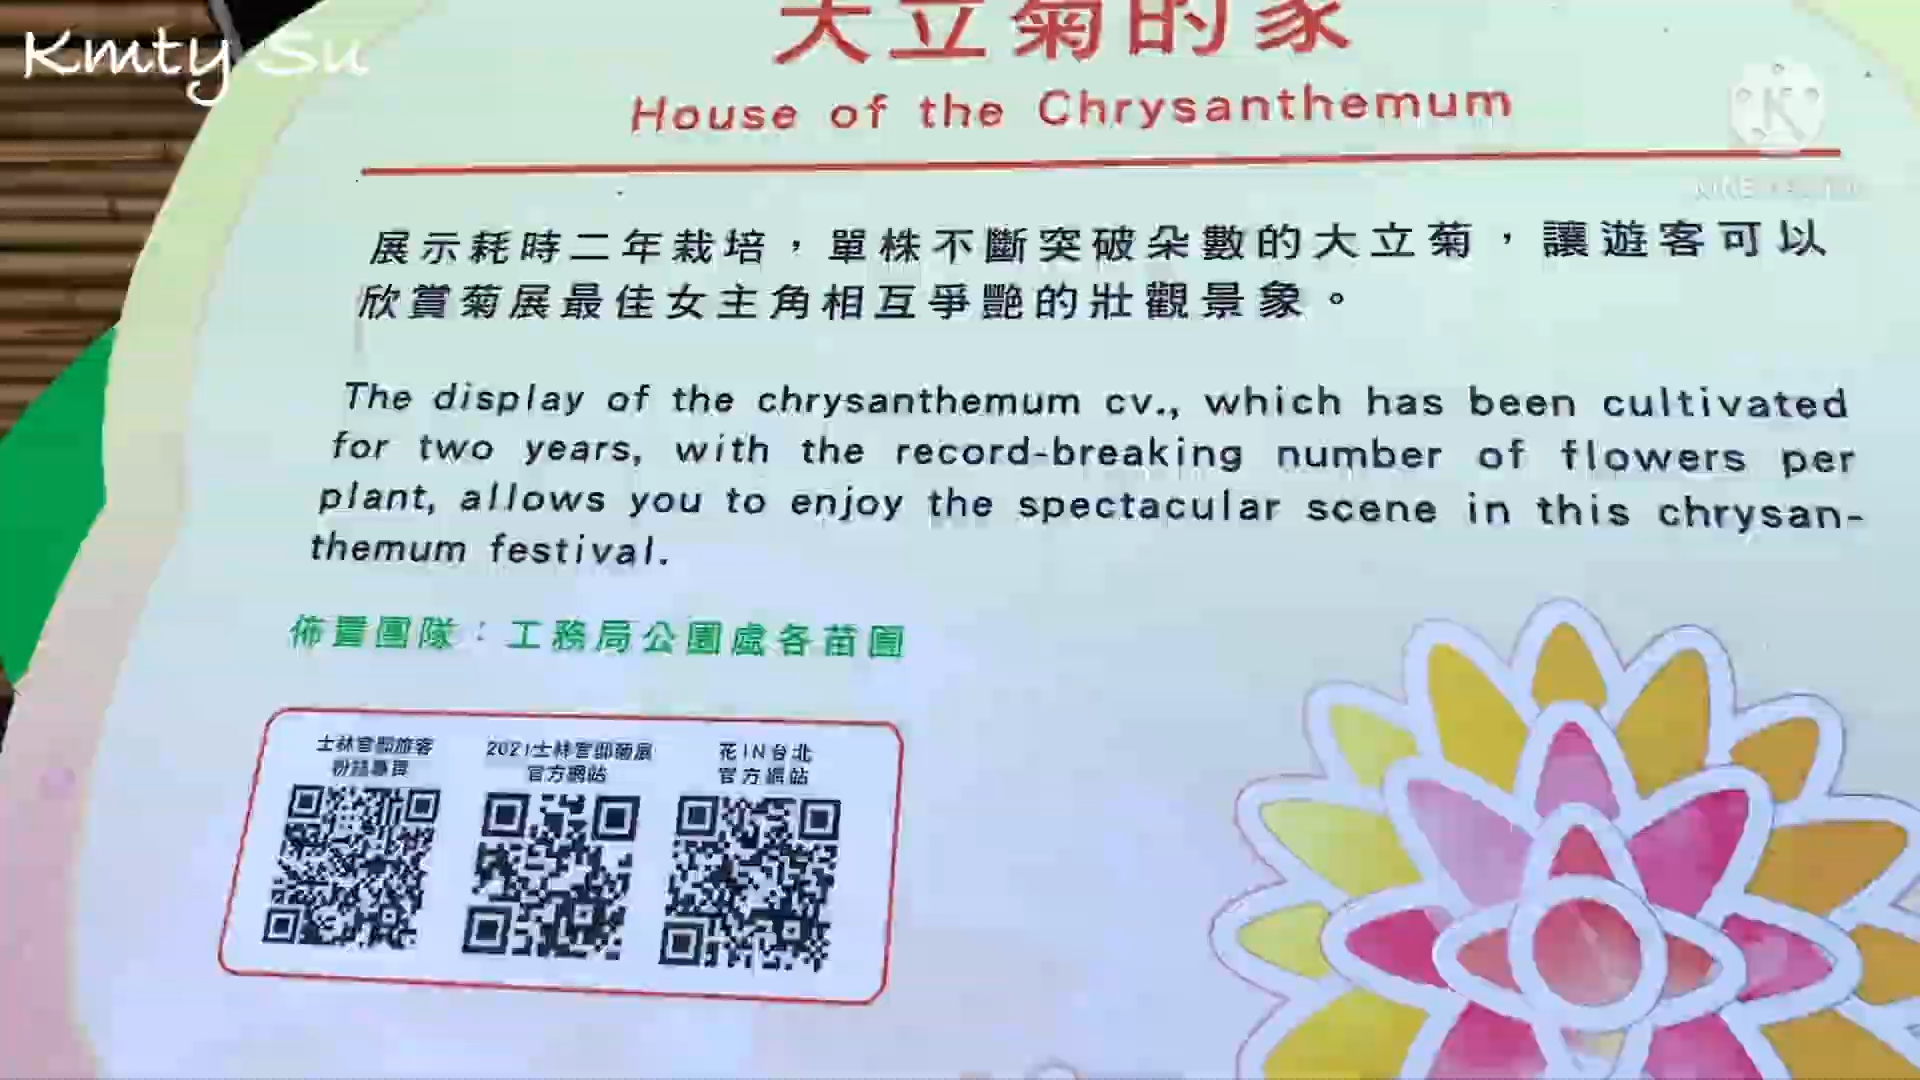 Kmty Su
大立菊的家
House of the Chrysanthemum
展示耗時二年栽培，單株不斷突破朵數的大立菊，讓遊客可以
欣賞菊展最佳女主角相互爭艷的壯觀景象。
The display of the chrysanthemum cv., which has been cultivated
for two years, with the record-breaking number of flowers per
plant, allows you to enjoy the spectacular scene in this chrysan-
themum festival.
佈置團隊：工務局公園處各苗圃
士林官邸旅客
粉絲專頁
2021士林官邸菊展
官方網站
花IN台北
官方網站